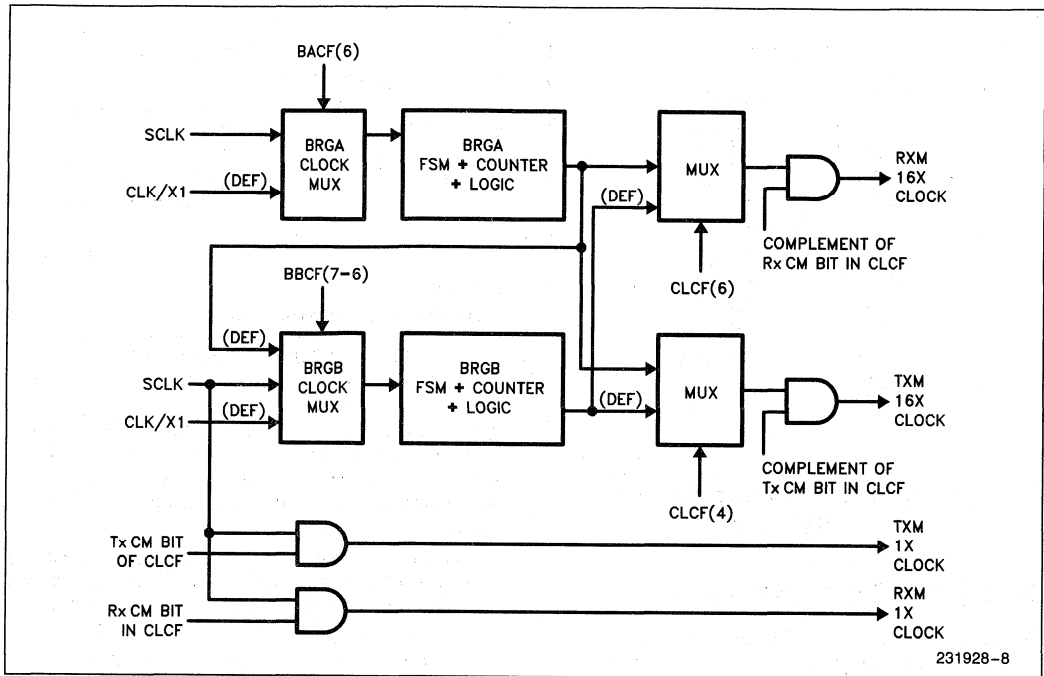 BACF(6)
SCLK
CLK/X1
(DEF)
BRGA
CLOCK
MUX
BRGA
FSM + COUNTER
+ LOGIC
(DEF)
MUX
CLCF(6)
RXM
16X
CLOCK
COMPLEMENT OF
Rx CM BIT IN CLCF
BBCF(7-6)
(DEF)
SCLK
CLK/X1
(DEF)
BRGB
CLOCK
MUX
BRGB
FSM + COUNTER
+ LOGIC
(DEF)
MUX
CLCF(4)
TXM
16X
CLOCK
COMPLEMENT OF
Tx CM BIT IN CLCF
Tx CM BIT
OF CLCF
TXM
1X
CLOCK
Rx CM BIT
IN CLCF
RXM
1X
CLOCK
231928-8